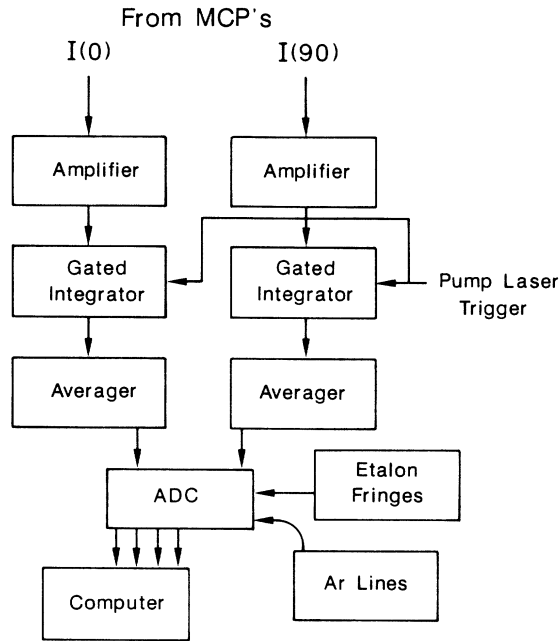 From MCP's
I(0)
I(90)
Amplifier
Amplifier
Gated
Integrator
Gated
Integrator
Pump Laser
Trigger
Averager
Averager
ADC
Etalon
Fringes
Computer
Ar Lines